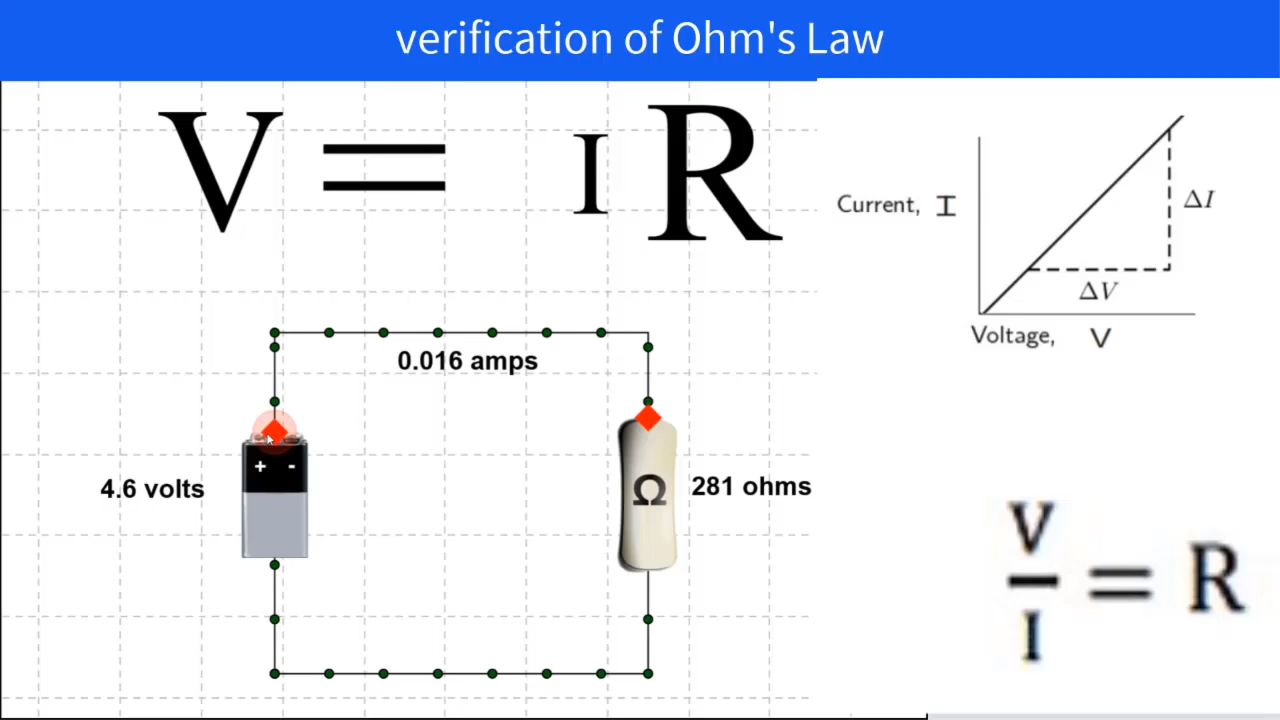 verification of Ohm's Law
V = I R
Current, I
ΔI
ΔV
Voltage, V
0.016 amps
+ -
4.6 volts
Ω
281 ohms
V
I
= R